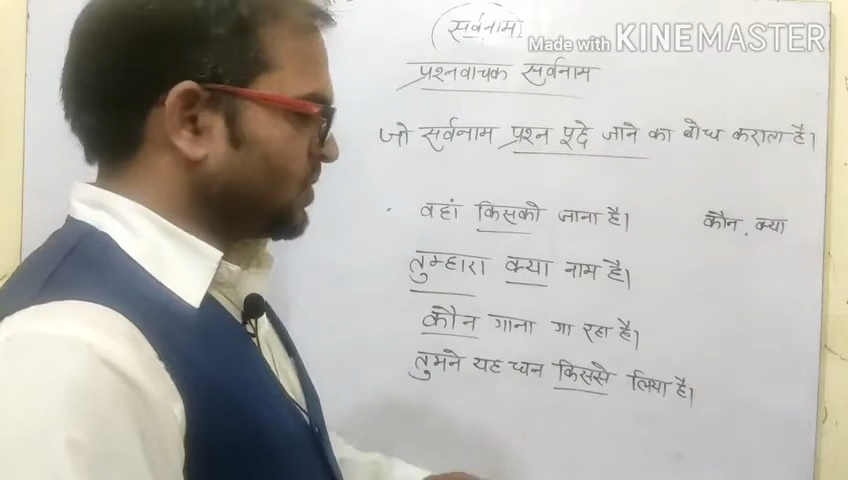 (सर्वनाम)
Made with KINEMASTER
प्रश्नवाचक सर्वनाम
जो सर्वनाम प्रश्न पूछे जाने का बोध कराता है।
वहां किसको जाना है। कौन, क्या
तुम्हारा क्या नाम है।
कौन गाना गा रहा है।
तुमने यह धन किससे लिया है।